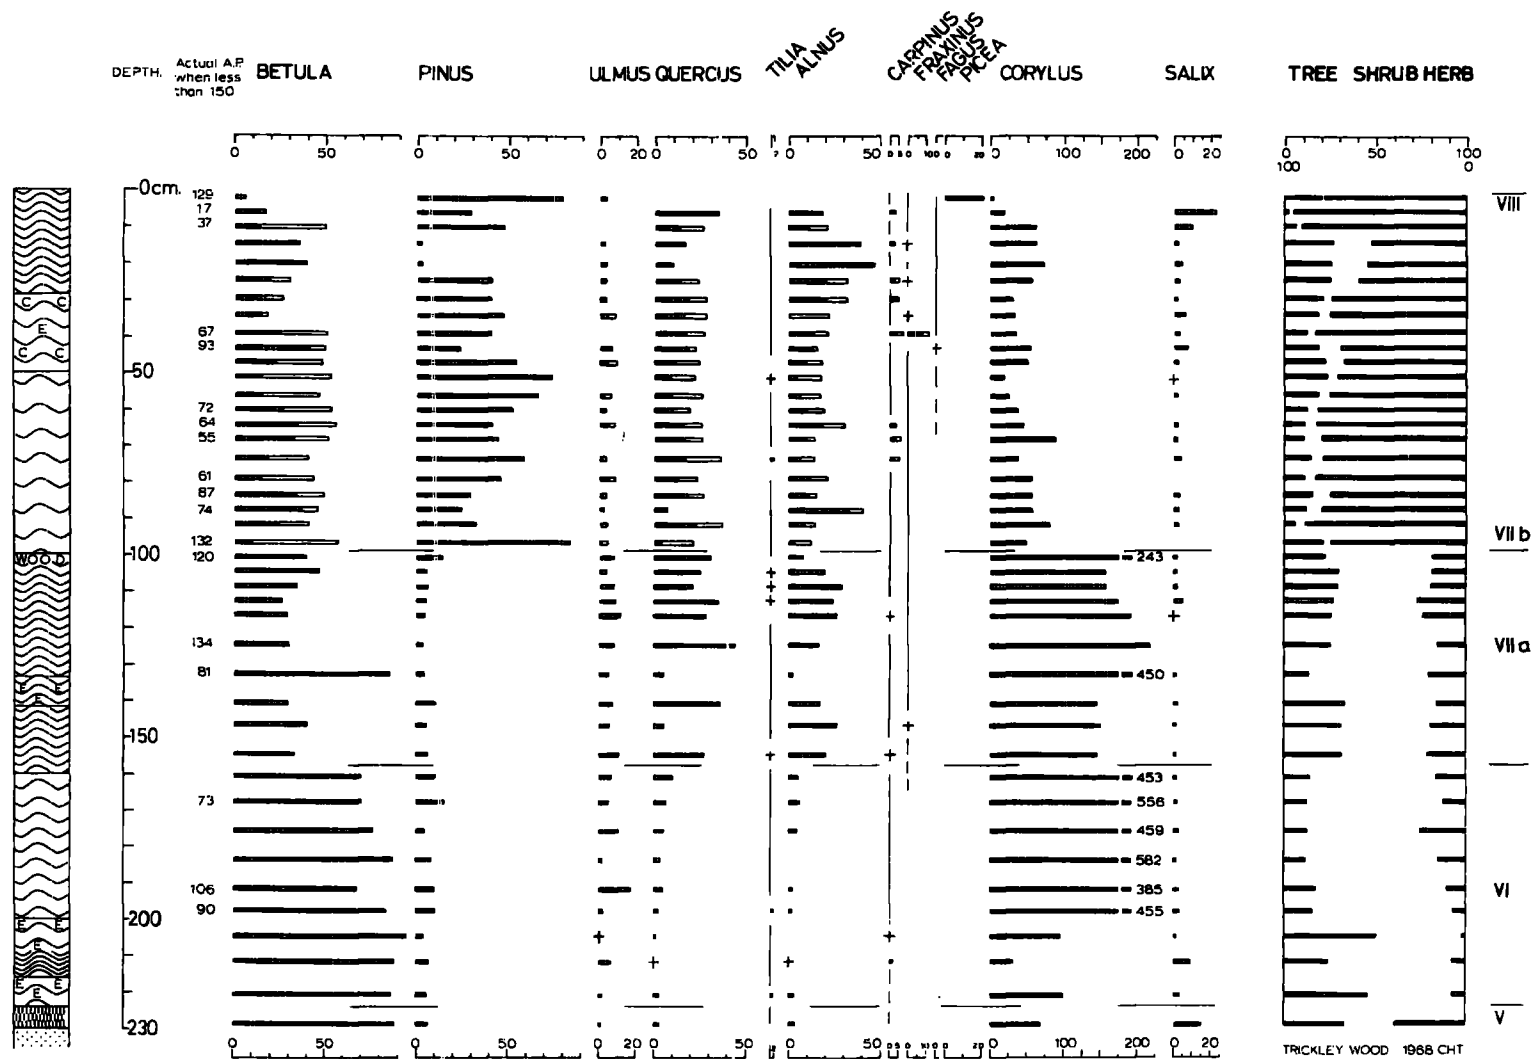 DEPTH.
Actual A.P.
when less
than 150
BETULA
PINUS
ULMUS QUERCUS
TILIA
ALNUS
CARPINUS
FRAXINUS
FAGUS
PICEA
CORYLUS
SALIX
TREE SHRUB HERB
0 50
0 50
0 20
0 50
0 50
0 100 200
0 20
100 50 100
0 0
0cm.
129
17
37
C C
E
C C
67
93
50
72
64
55
61
87
74
132
100
WOOD
120
243
134
81
450
E E
E
150
453
73
556
459
582
106
385
90
455
200
E E
E
E E
E
230
VIII
VII b
VII a
VI
V
0 50
0 50
0 20
0 50
0 50
0 100 200
0 20
TRICKLEY WOOD 1968 CHT